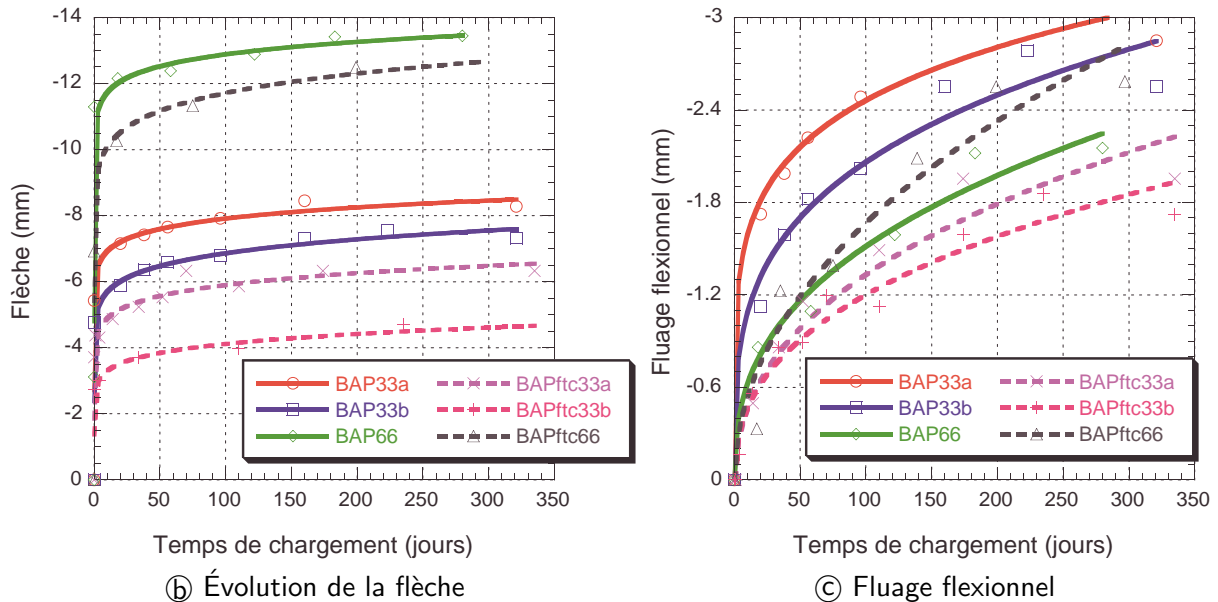 -14
-12
-10
-8
-6
-4
-2
0
Flèche (mm)
0 50 100 150 200 250 300 350
Temps de chargement (jours)
BAP33a BAPftc33a
BAP33b BAPftc33b
BAP66 BAPftc66
ⓑ Évolution de la flèche
-3
-2.4
-1.8
-1.2
-0.6
0
Fluage flexionnel (mm)
0 50 100 150 200 250 300 350
Temps de chargement (jours)
BAP33a BAPftc33a
BAP33b BAPftc33b
BAP66 BAPftc66
ⓒ Fluage flexionnel